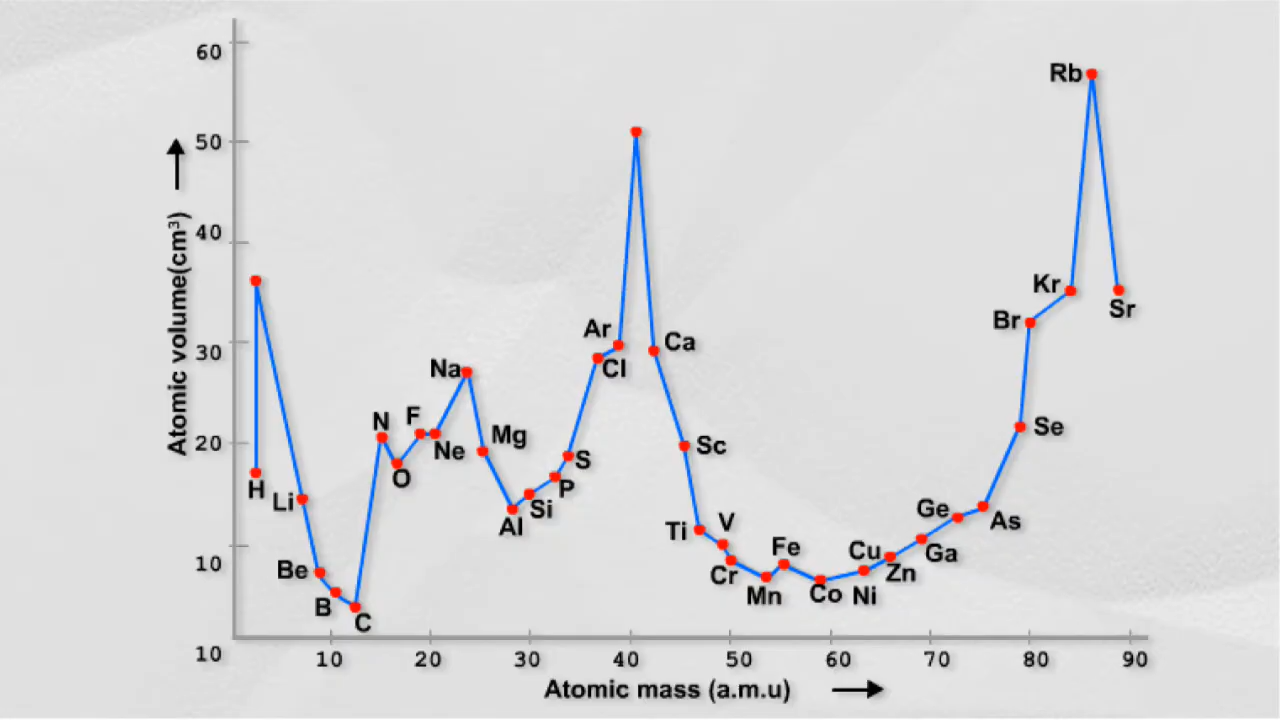 60
Rb
50
Atomic volume(cm³)
40
Kr
Sr
Br
Ar
Ca
30
Cl
Na
N
F
Se
20
Mg
Ne
Sc
S
O
H
P
Li
Si
As
Ge
Al
Ti
V
Fe
Cu
Ga
10
Be
Cr
Zn
Mn
Co
Ni
B
C
10
10 20 30 40 50 60 70 80 90
Atomic mass (a.m.u)